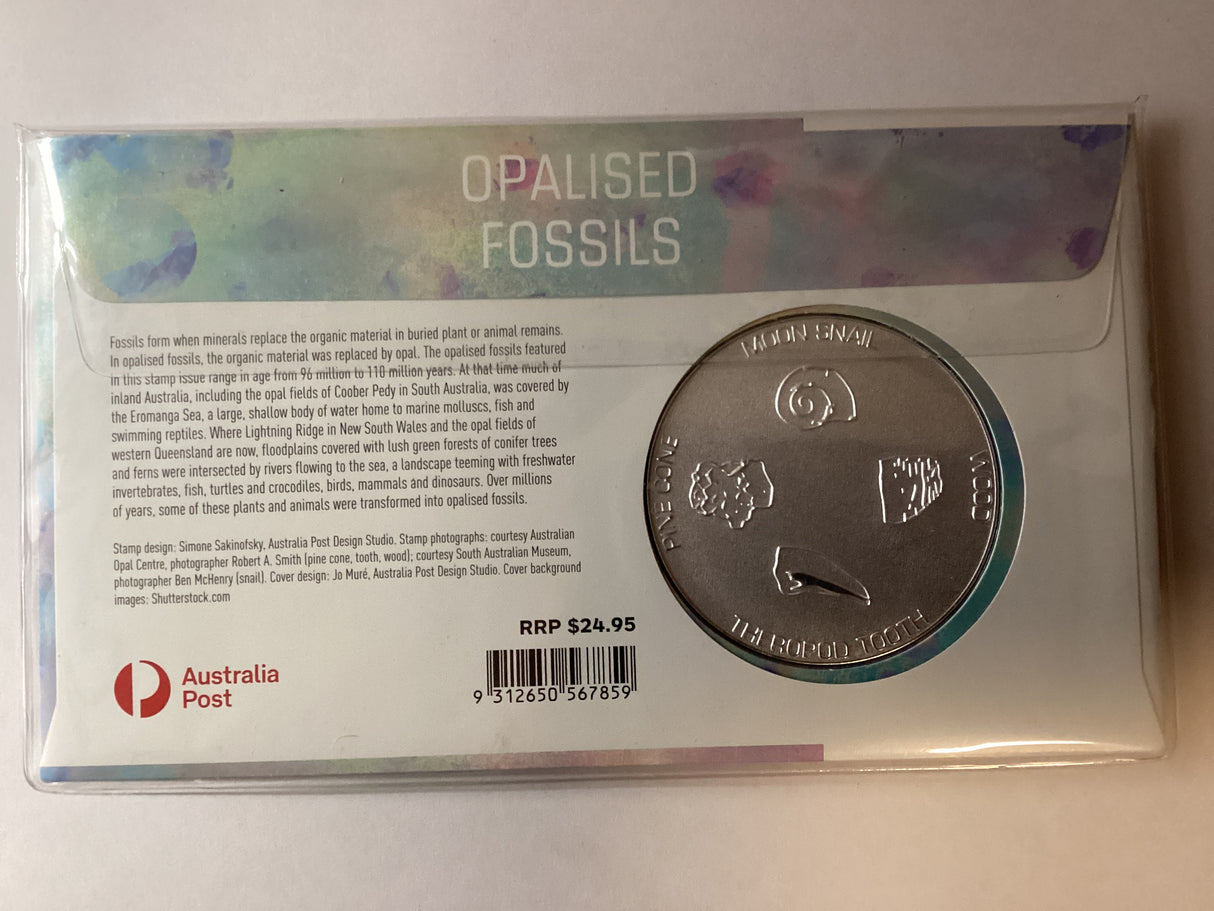 OPALISED
FOSSILS
Fossils form when minerals replace the organic material in buried plant or animal remains.
In opalised fossils, the organic material was replaced by opal. The opalised fossils featured
in this stamp issue range in age from 96 million to 110 million years. At that time much of
inland Australia, including the opal fields of Coober Pedy in South Australia, was covered by
the Eromanga Sea, a large, shallow body of water home to marine molluscs, fish and
swimming reptiles. Where Lightning Ridge in New South Wales and the opal fields of
western Queensland are now, floodplains covered with lush green forests of conifer trees
and ferns were intersected by rivers flowing to the sea, a landscape teeming with freshwater
invertebrates, fish, turtles and crocodiles, birds, mammals and dinosaurs. Over millions
of years, some of these plants and animals were transformed into opalised fossils.
Stamp design: Simone Sakinofsky, Australia Post Design Studio. Stamp photographs: courtesy Australian
Opal Centre, photographer Robert A. Smith (pine cone, tooth, wood); courtesy South Australian Museum,
photographer Ben McHenry (snail). Cover design: Jo Muré, Australia Post Design Studio. Cover background
images: Shutterstock.com
RRP $24.95
9 312650 567859
Australia
Post
MOON SNAIL
PINE CONE
WOOD
THEROPOD TOOTH